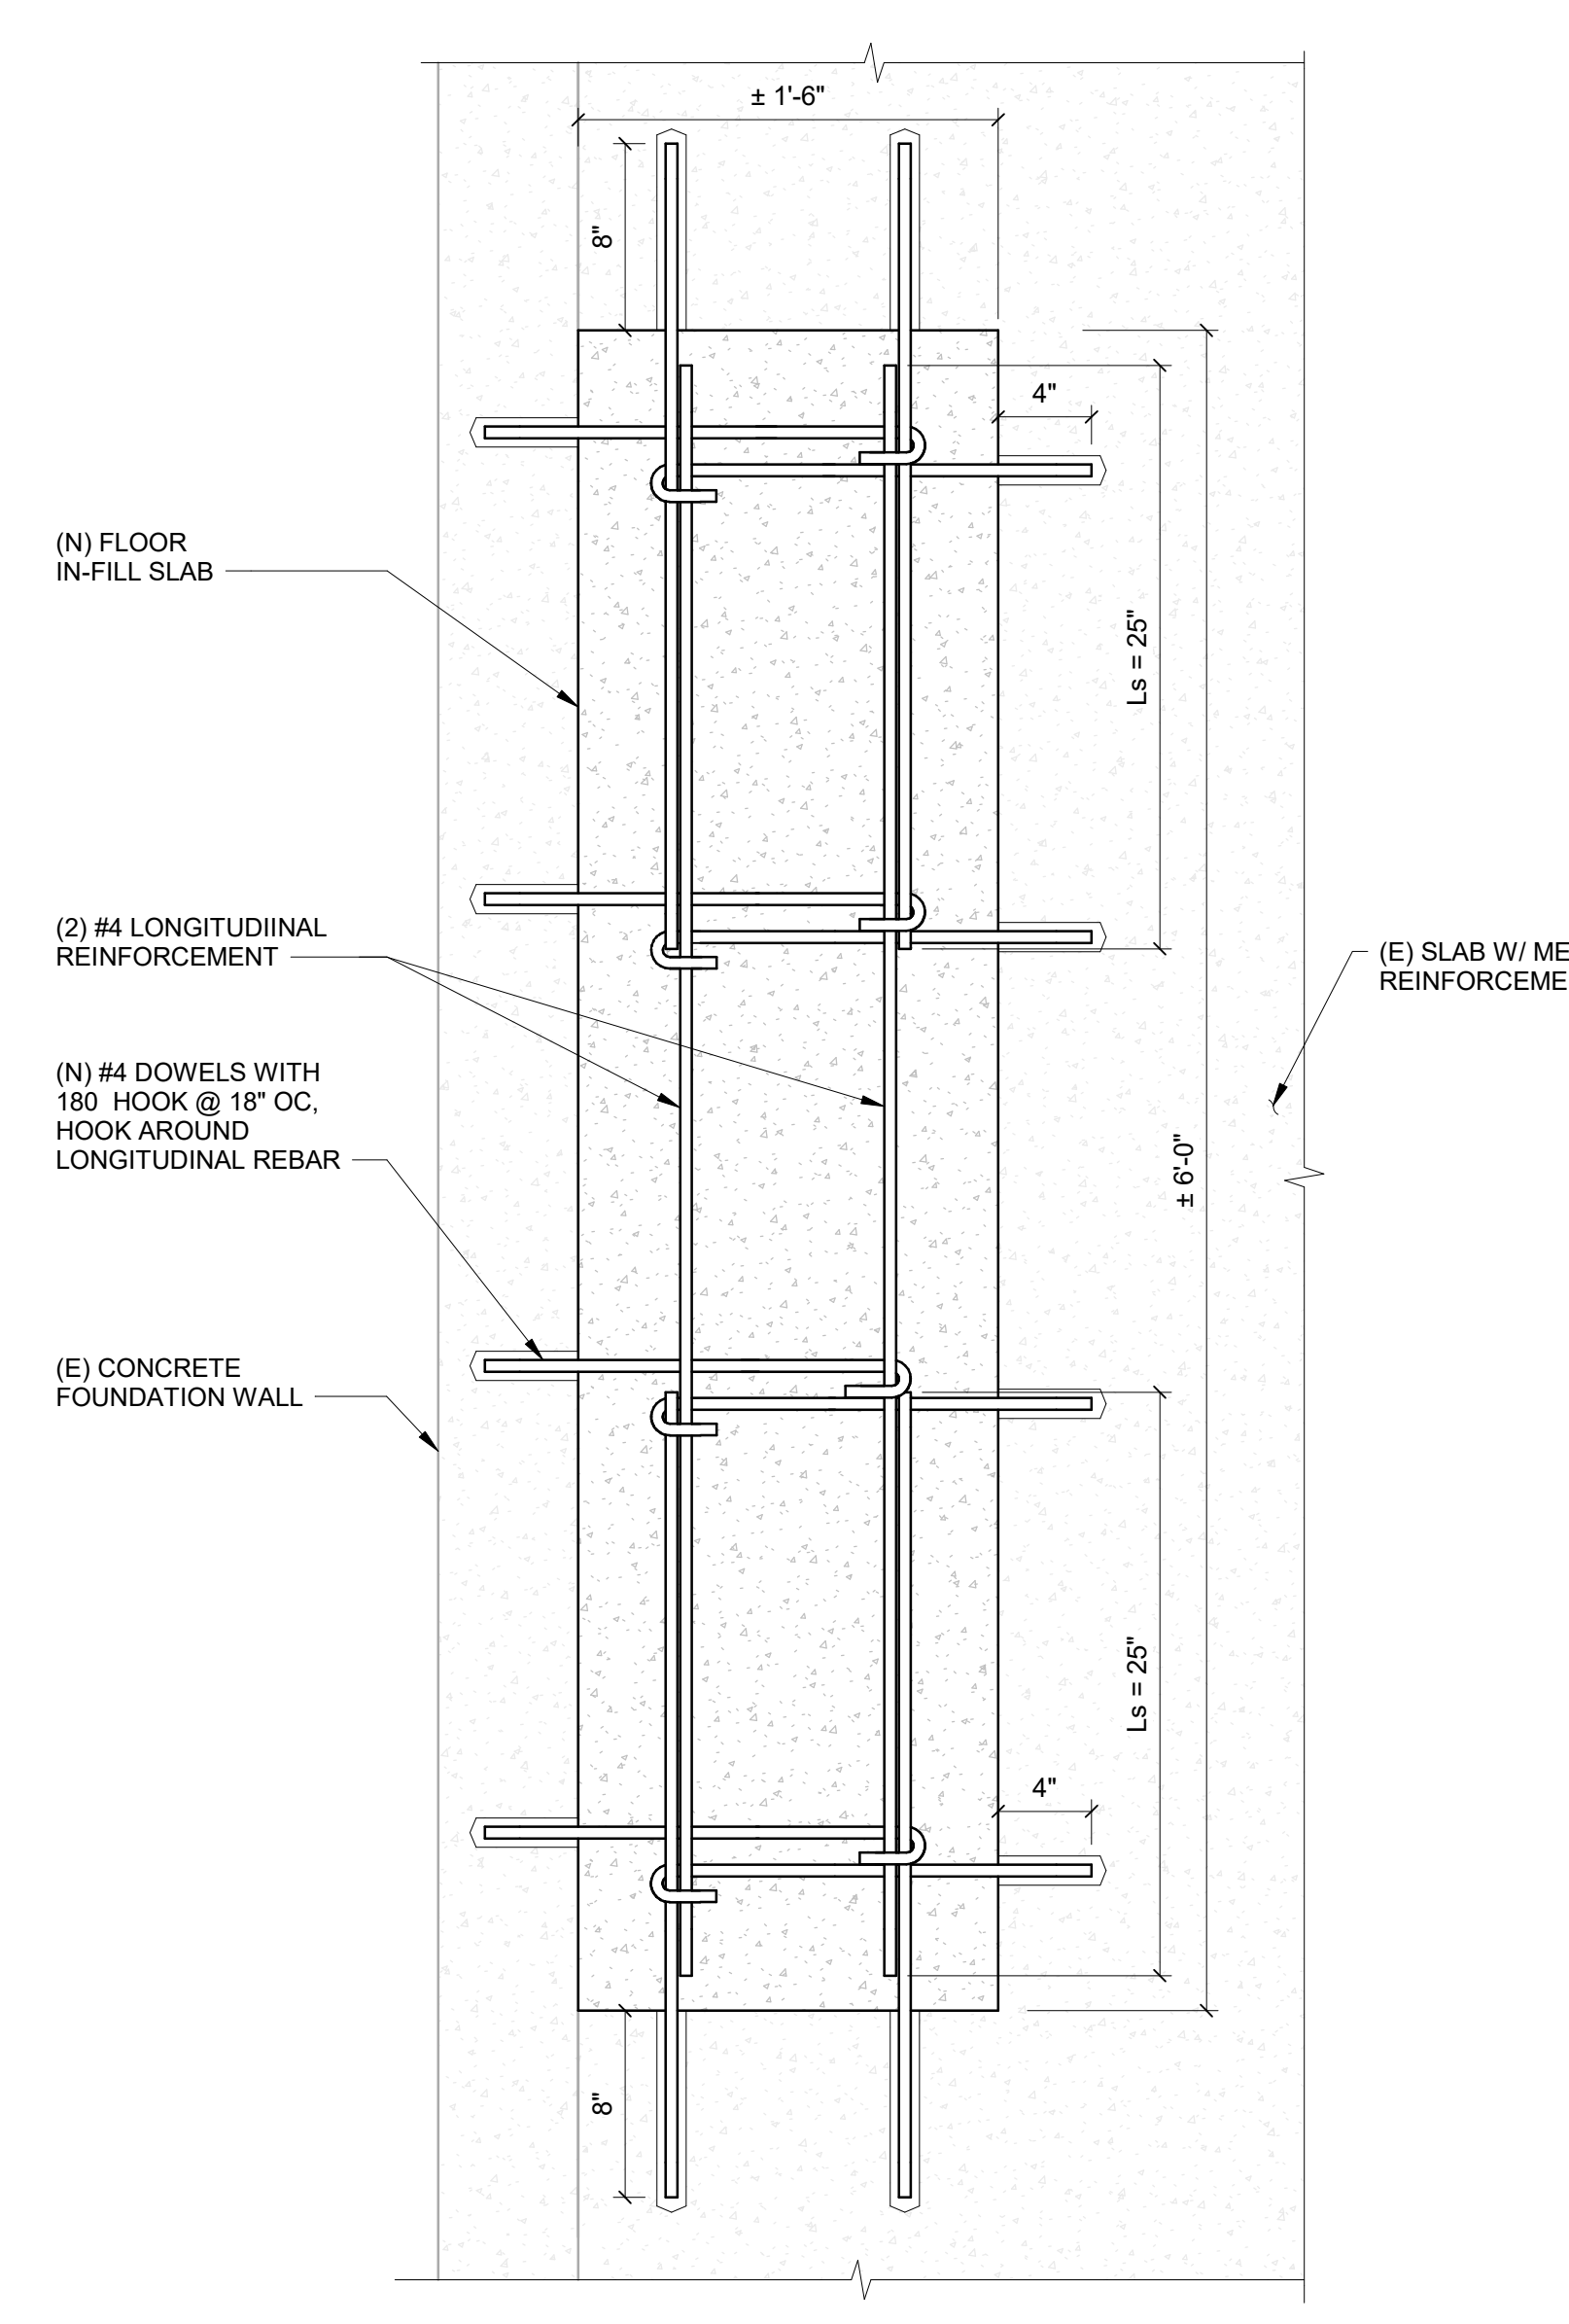 ± 1'-6"
8"
4"
(N) FLOOR
IN-FILL SLAB
Ls = 25"
(2) #4 LONGITUDIINAL
REINFORCEMENT
(E) SLAB W/ ME
REINFORCEME
(N) #4 DOWELS WITH
180 HOOK @ 18" OC,
HOOK AROUND
LONGITUDINAL REBAR
± 6'-0"
(E) CONCRETE
FOUNDATION WALL
Ls = 25"
4"
8"